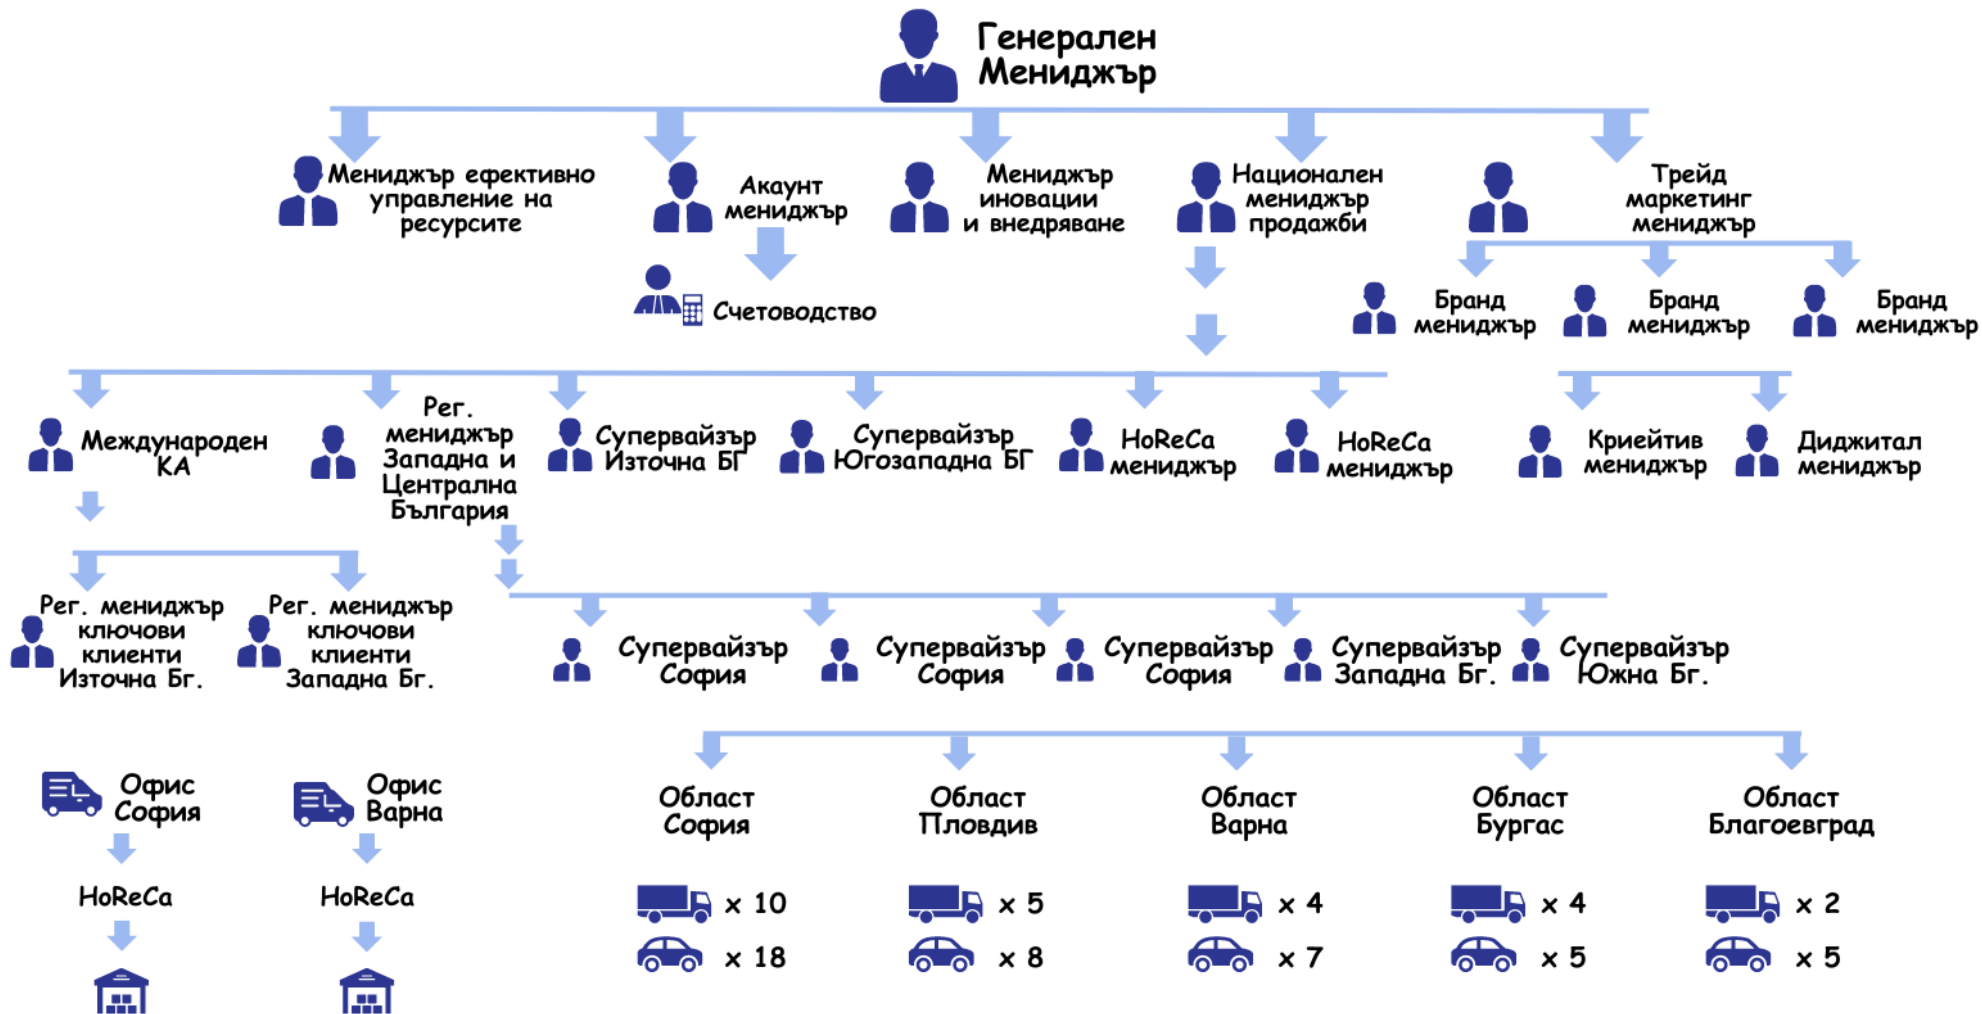 Генерален
Мениджър
Мениджър ефективно
управление на
ресурсите
Акаунт
мениджър
Мениджър
иновации
и внедряване
Национален
мениджър
продажби
Трейд
маркетинг
мениджър
Счетоводство
Бранд
мениджър
Бранд
мениджър
Бранд
мениджър
Международен
КА
Рег.
мениджър
Западна и
Централна
България
Супервайзър
Източна БГ
Супервайзър
Югозападна БГ
HoReCa
мениджър
HoReCa
мениджър
Криейтив
мениджър
Диджитал
мениджър
Рег. мениджър
ключови
клиенти
Източна Бг.
Рег. мениджър
ключови
клиенти
Западна Бг.
Супервайзър
София
Супервайзър
София
Супервайзър
София
Супервайзър
Западна Бг.
Супервайзър
Южна Бг.
Офис
София
Офис
Варна
HoReCa
HoReCa
Област
София
Област
Пловдив
Област
Варна
Област
Бургас
Област
Благоевград
x 10
x 5
x 4
x 4
x 2
x 18
x 8
x 7
x 5
x 5